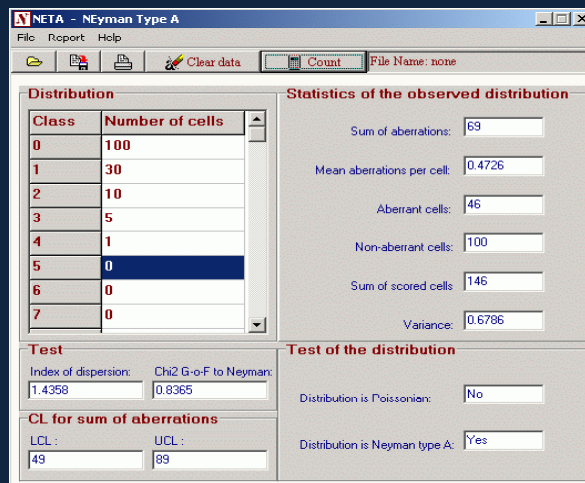 NETA - NEyman Type A
File Report Help
Clear data Count File Name: none
Distribution
Class Number of cells
0 100
1 30
2 10
3 5
4 1
5 0
6 0
7 0
Statistics of the observed distribution
Sum of aberrations: 69
Mean aberrations per cell: 0.4726
Aberrant cells: 46
Non-aberrant cells: 100
Sum of scored cells 146
Variance: 0.6786
Test
Index of dispersion: Chi2 G-o-F to Neyman:
1.4358 0.8365
CL for sum of aberrations
LCL : UCL :
49 89
Test of the distribution
Distribution is Poissonian: No
Distribution is Neyman type A: Yes